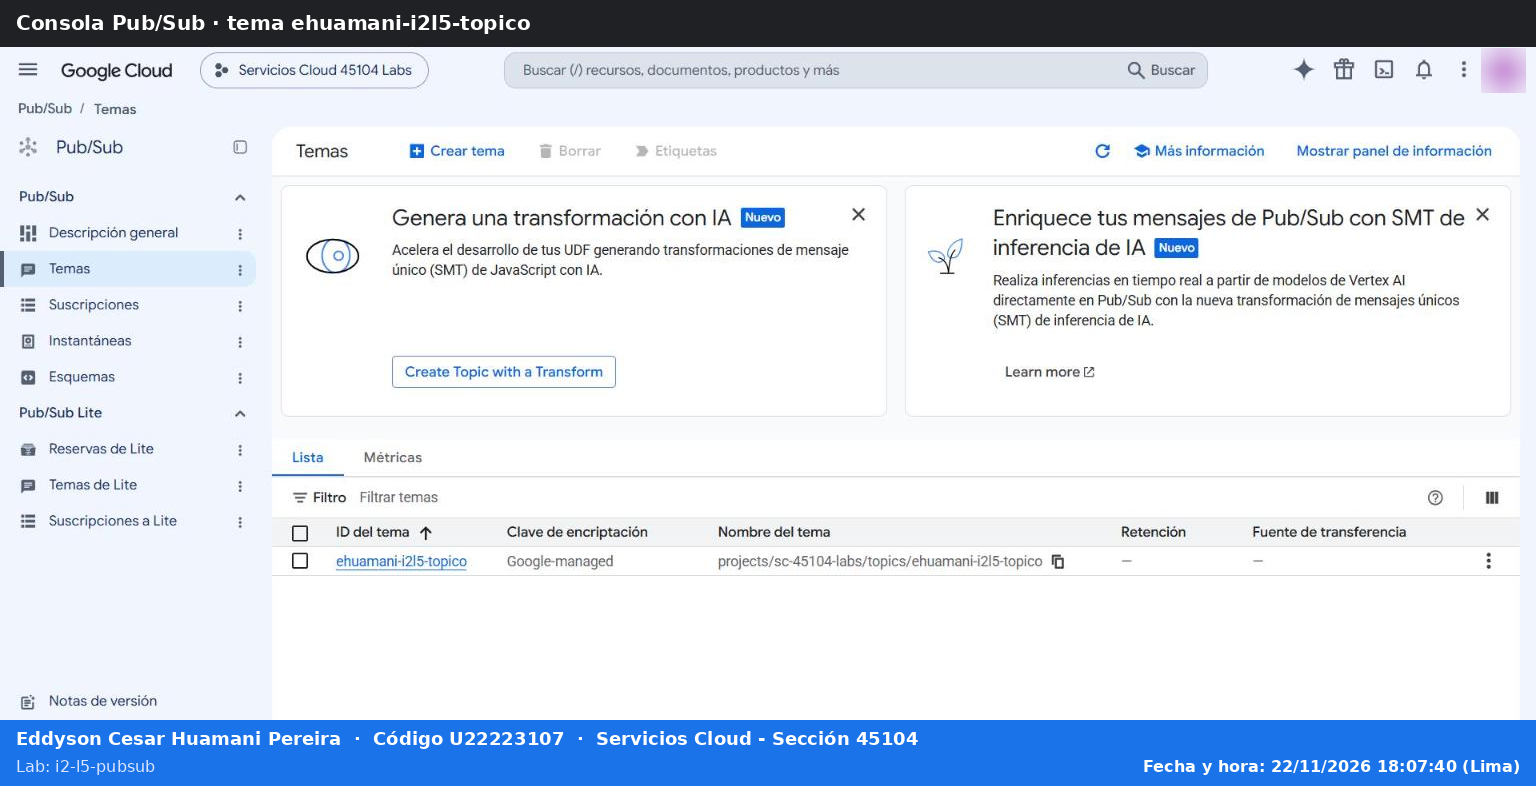 Consola Pub/Sub · tema ehuamani-i2l5-topico
Google Cloud
Servicios Cloud 45104 Labs
Buscar (/) recursos, documentos, productos y más
Buscar
Pub/Sub / Temas
Pub/Sub
Pub/Sub
Descripción general
Temas
Suscripciones
Instantáneas
Esquemas
Pub/Sub Lite
Reservas de Lite
Temas de Lite
Suscripciones a Lite
Notas de versión
Temas
Crear tema
Borrar
Etiquetas
Más información
Mostrar panel de información
Genera una transformación con IA Nuevo
Acelera el desarrollo de tus UDF generando transformaciones de mensaje
único (SMT) de JavaScript con IA.
Create Topic with a Transform
Enriquece tus mensajes de Pub/Sub con SMT de
inferencia de IA Nuevo
Realiza inferencias en tiempo real a partir de modelos de Vertex AI
directamente en Pub/Sub con la nueva transformación de mensajes únicos
(SMT) de inferencia de IA.
Learn more
Lista Métricas
Filtro Filtrar temas
ID del tema Clave de encriptación Nombre del tema Retención Fuente de transferencia
ehuamani-i2l5-topico Google-managed projects/sc-45104-labs/topics/ehuamani-i2l5-topico — —
Eddyson Cesar Huamani Pereira · Código U22223107 · Servicios Cloud - Sección 45104
Lab: i2-l5-pubsub
Fecha y hora: 22/11/2026 18:07:40 (Lima)